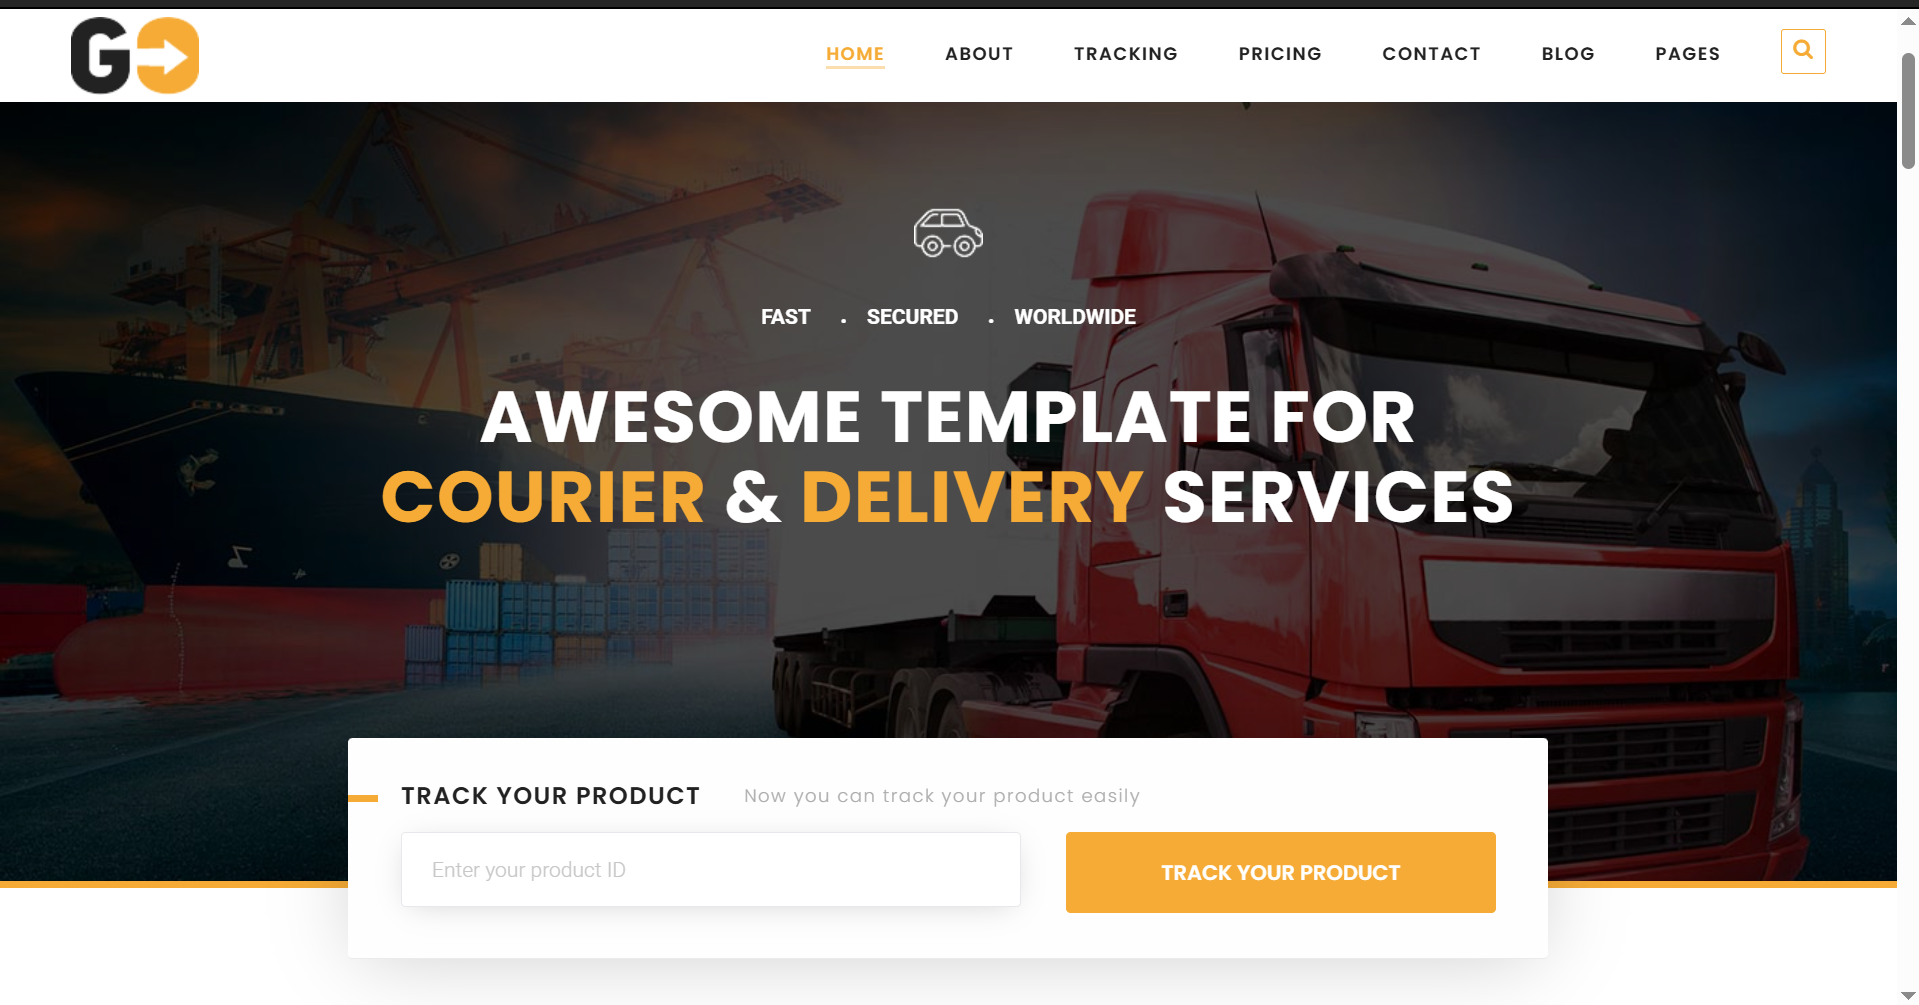 GO
HOME ABOUT TRACKING PRICING CONTACT BLOG PAGES
FAST . SECURED . WORLDWIDE
AWESOME TEMPLATE FOR
COURIER & DELIVERY SERVICES
TRACK YOUR PRODUCT Now you can track your product easily
Enter your product ID TRACK YOUR PRODUCT